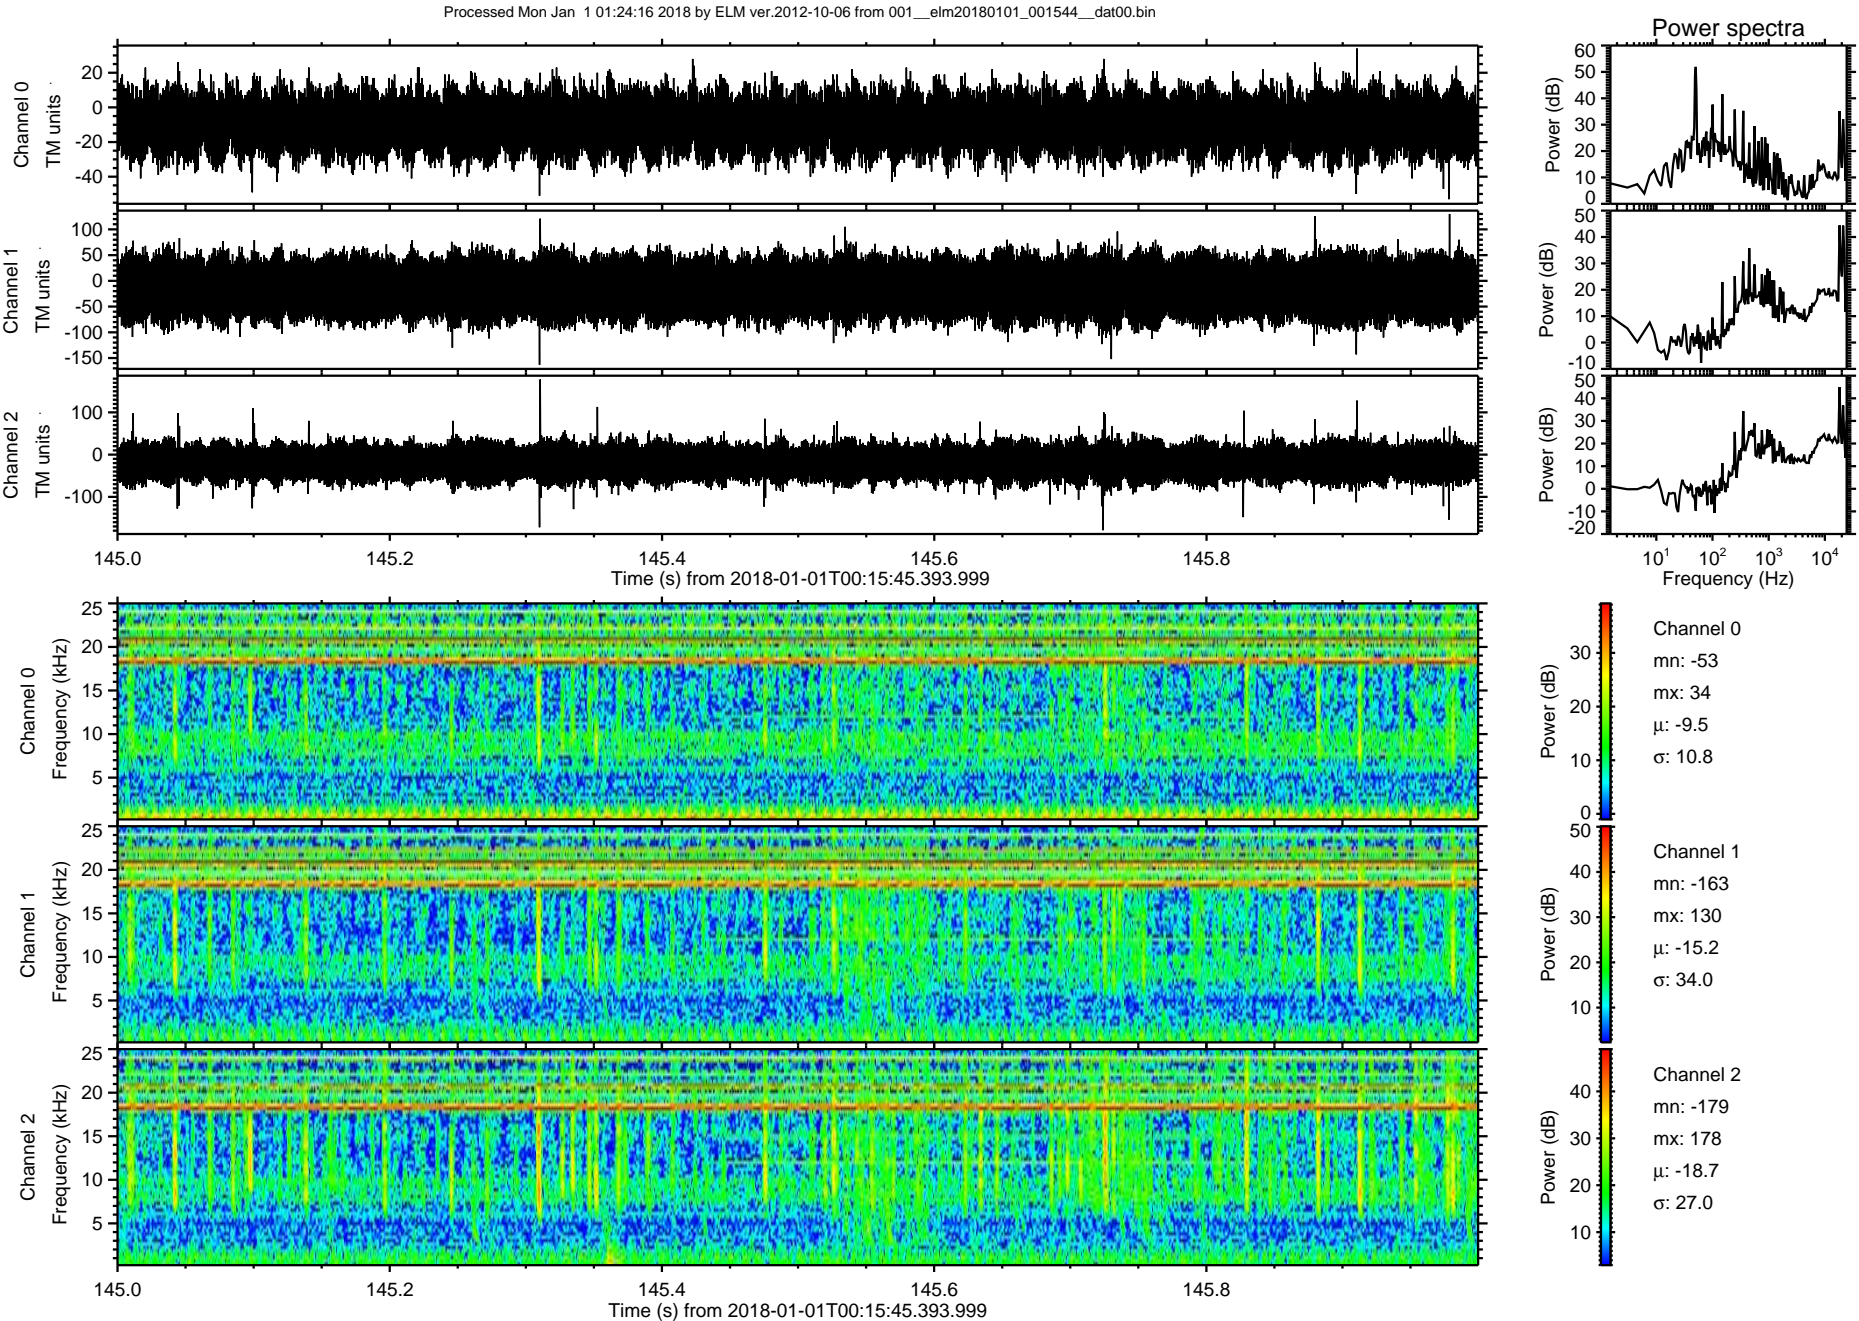 Processed Mon Jan  1 01:24:16 2018 by ELM ver.2012-10-06 from 001__elm20180101_001544__dat00.bin
Power spectra
Channel 0
TM units
20
0
-20
-40
Power (dB)
60
50
40
30
20
10
0
Channel 1
TM units
100
50
0
-50
-100
-150
Power (dB)
50
40
30
20
10
0
-10
Channel 2
TM units
100
0
-100
Power (dB)
50
40
30
20
10
0
-10
-20
145.0 145.2 145.4 145.6 145.8
Time (s) from 2018-01-01T00:15:45.393.999
10^1 10^2 10^3 10^4
Frequency (Hz)
Channel 0
Frequency (kHz)
25
20
15
10
5
Power (dB)
30
20
10
0
Channel 0
mn: -53
mx: 34
μ: -9.5
σ: 10.8
Channel 1
Frequency (kHz)
25
20
15
10
5
Power (dB)
50
40
30
20
10
Channel 1
mn: -163
mx: 130
μ: -15.2
σ: 34.0
Channel 2
Frequency (kHz)
25
20
15
10
5
Power (dB)
40
30
20
10
Channel 2
mn: -179
mx: 178
μ: -18.7
σ: 27.0
145.0 145.2 145.4 145.6 145.8
Time (s) from 2018-01-01T00:15:45.393.999